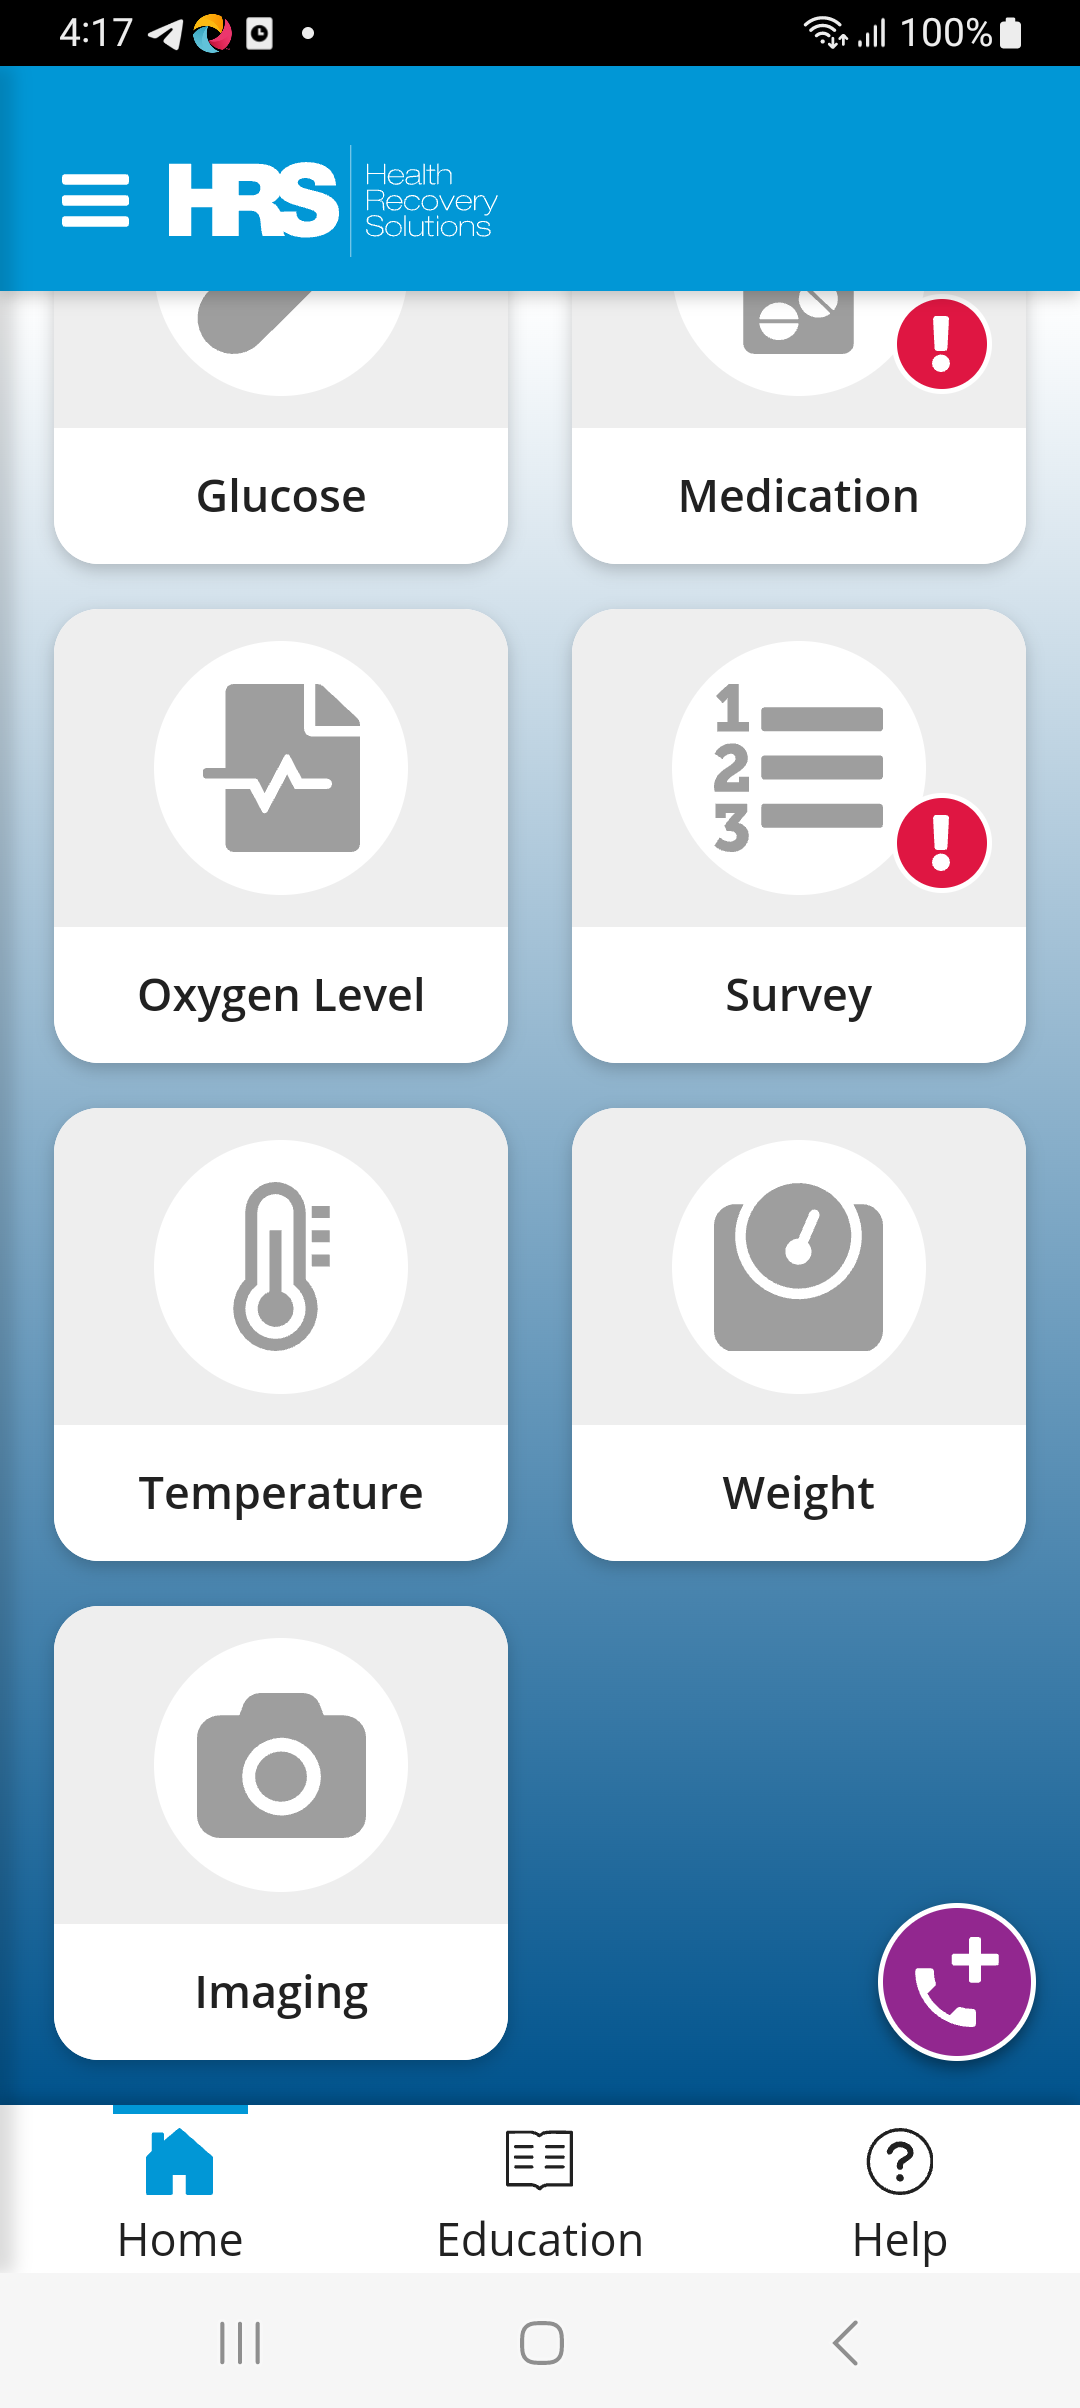 4:17
100%
HRS
Health
Recovery
Solutions
Glucose
Medication
1
2
3
Oxygen Level
Survey
Temperature
Weight
Imaging
Home
Education
Help